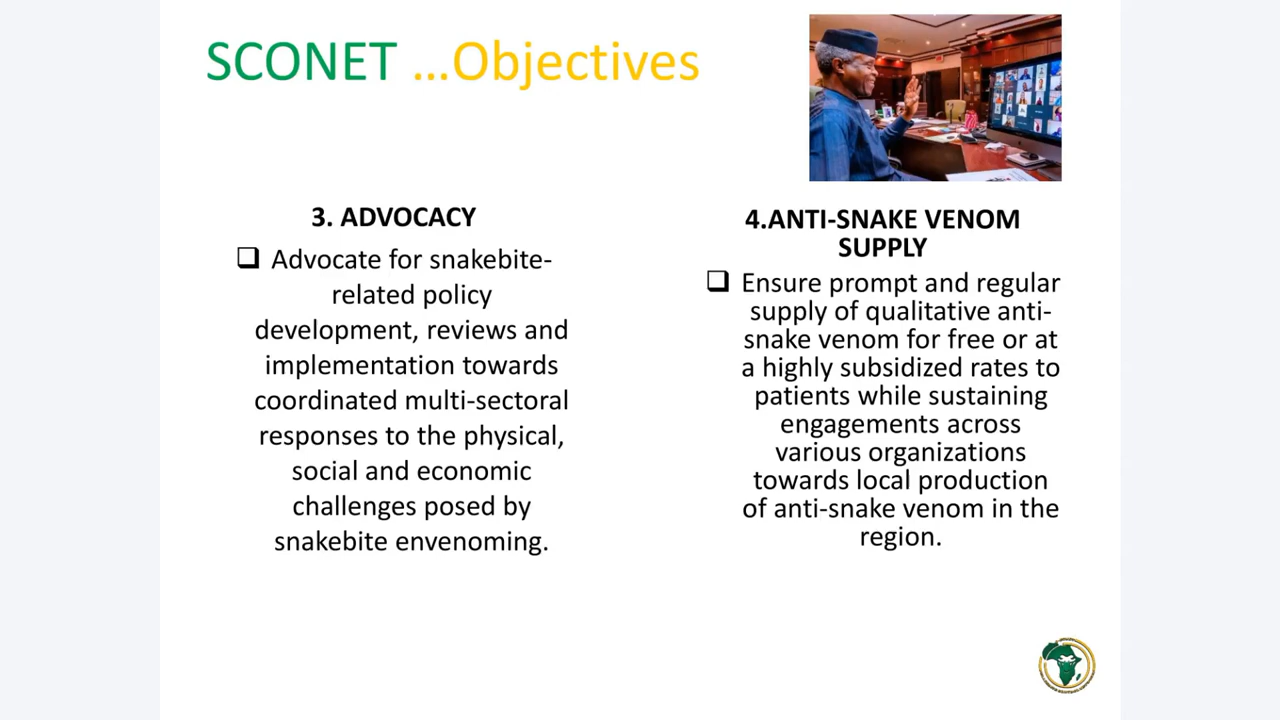 SCONET ...Objectives
3. ADVOCACY
❑ Advocate for snakebite-
related policy
development, reviews and
implementation towards
coordinated multi-sectoral
responses to the physical,
social and economic
challenges posed by
snakebite envenoming.
4.ANTI-SNAKE VENOM
SUPPLY
❑ Ensure prompt and regular
supply of qualitative anti-
snake venom for free or at
a highly subsidized rates to
patients while sustaining
engagements across
various organizations
towards local production
of anti-snake venom in the
region.